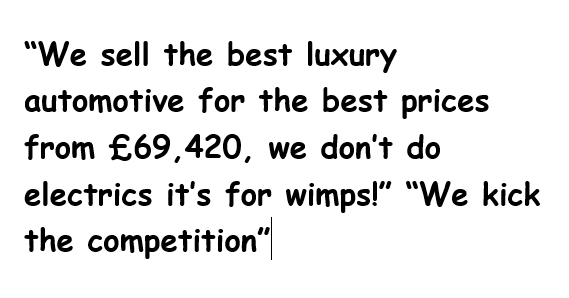 “We sell the best luxury
automotive for the best prices
from £69,420, we don’t do
electrics it’s for wimps!” “We kick
the competition”